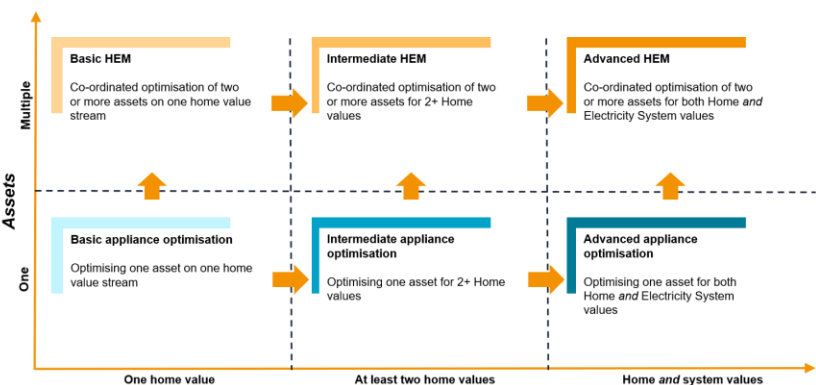 Basic HEM
Co-ordinated optimisation of two
or more assets on one home value
stream
Intermediate HEM
Co-ordinated optimisation of two
or more assets for 2+ Home
values
Advanced HEM
Co-ordinated optimisation of two
or more assets for both Home and
Electricity System values
Multiple
Assets
One
Basic appliance optimisation
Optimising one asset on one home
value stream
Intermediate appliance
optimisation
Optimising one asset for 2+ Home
values
Advanced appliance
optimisation
Optimising one asset for both
Home and Electricity System
values
One home value
At least two home values
Home and system values